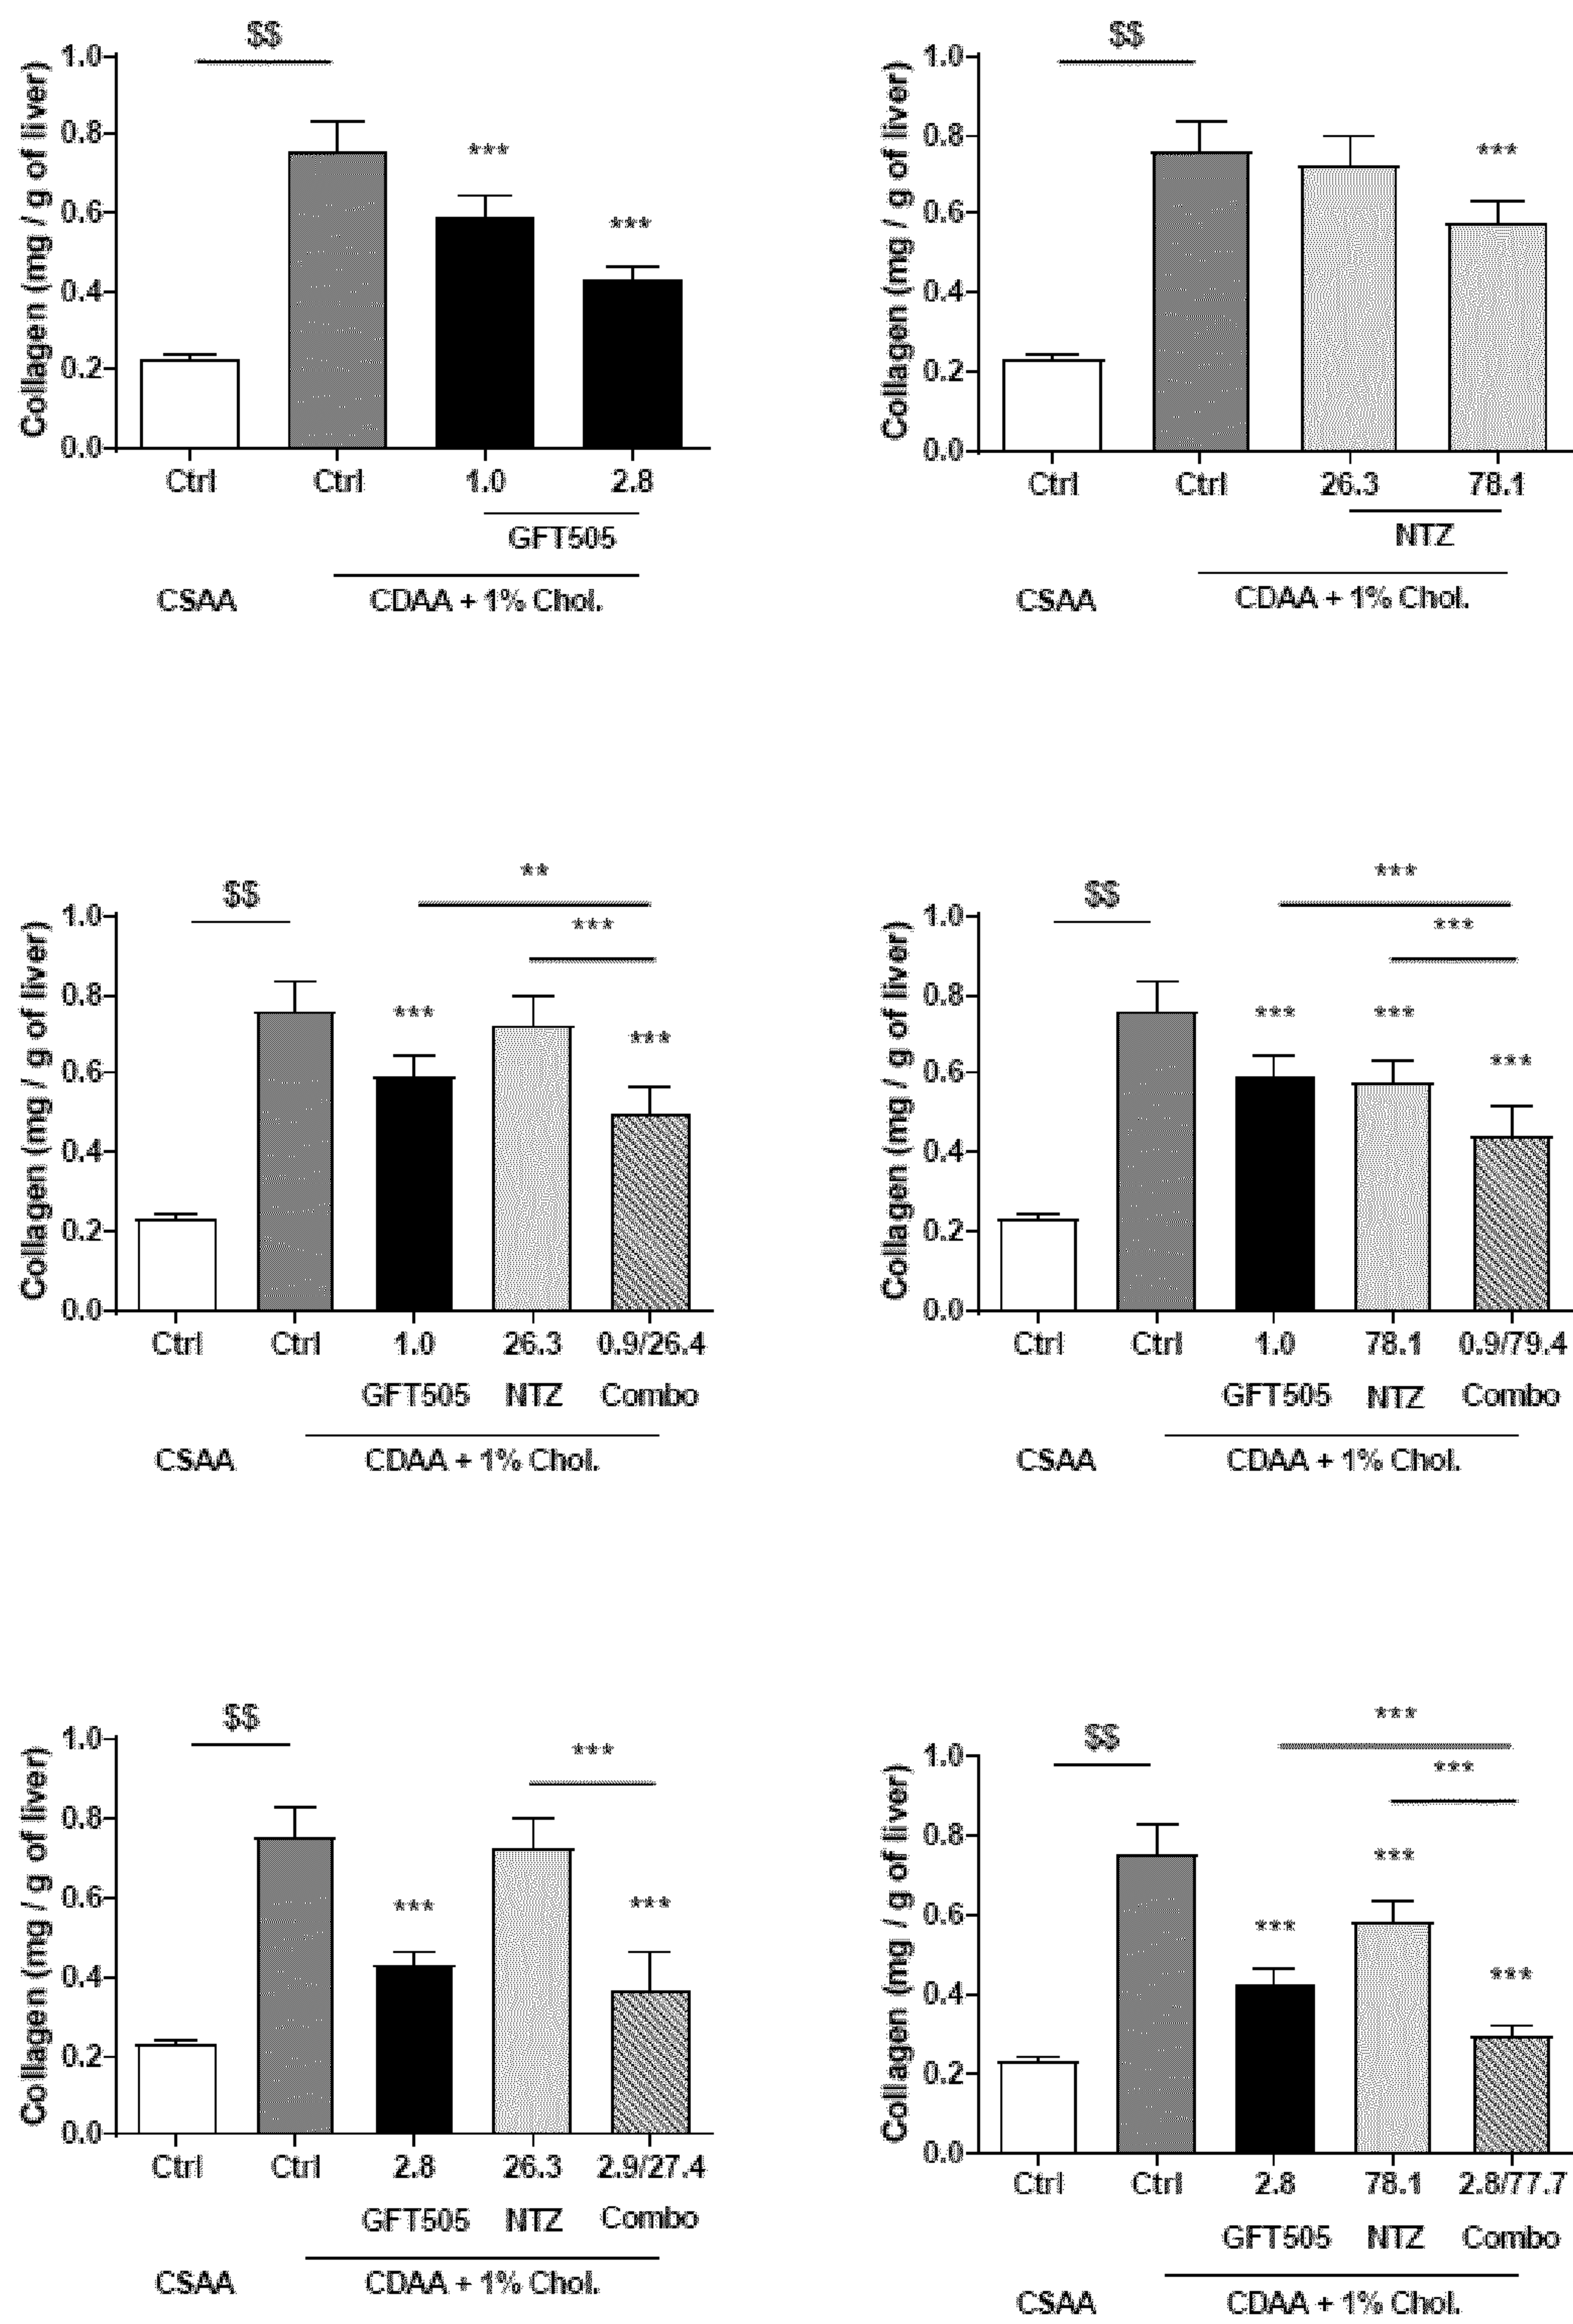 $$ $$
Collagen (mg / g of liver) Collagen (mg / g of liver)
1.0 1.0
0.8 0.8
*** ***
0.6 *** 0.6
0.4 0.4
0.2 0.2
0.0 0.0
Ctrl Ctrl 1.0 2.8 Ctrl Ctrl 26.3 78.1
GFT505 NTZ
CSAA CDAA + 1% Chol. CSAA CDAA + 1% Chol.
** ***
$$ $$
Collagen (mg / g of liver) Collagen (mg / g of liver)
1.0 *** 1.0 ***
0.8 *** 0.8 *** ***
*** ***
0.6 0.6
0.4 0.4
0.2 0.2
0.0 0.0
Ctrl Ctrl 1.0 26.3 0.9/26.4 Ctrl Ctrl 1.0 78.1 0.9/79.4
GFT505 NTZ Combo GFT505 NTZ Combo
CSAA CDAA + 1% Chol. CSAA CDAA + 1% Chol.
$$ ***
*** $$ ***
Collagen (mg / g of liver) Collagen (mg / g of liver)
1.0 1.0
0.8 0.8 ***
*** *** ***
0.6 0.6
0.4 0.4 ***
0.2 0.2
0.0 0.0
Ctrl Ctrl 2.8 26.3 2.9/27.4 Ctrl Ctrl 2.8 78.1 2.8/77.7
GFT505 NTZ Combo GFT505 NTZ Combo
CSAA CDAA + 1% Chol. CSAA CDAA + 1% Chol.